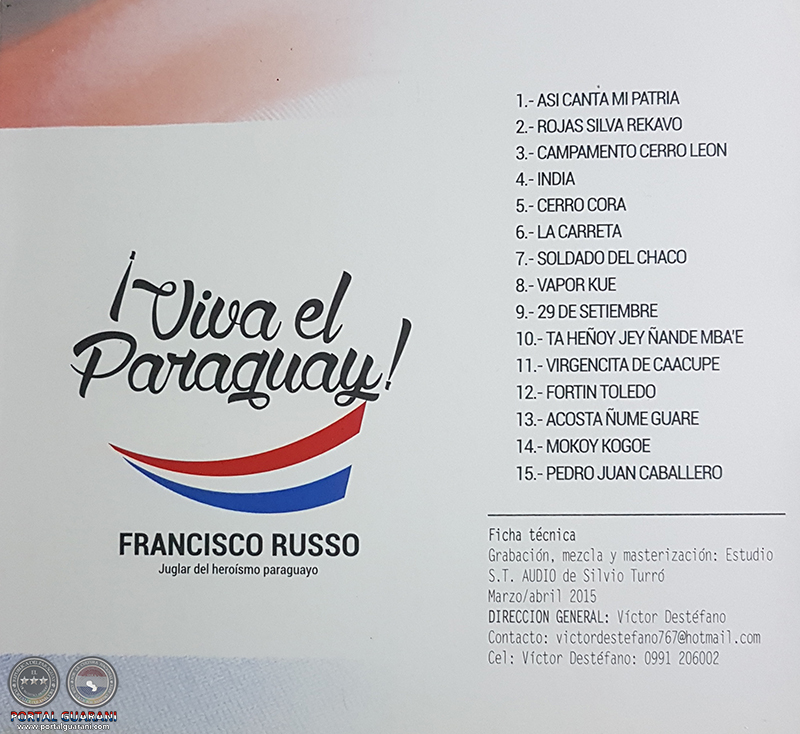 ¡Viva el
Paraguay!
FRANCISCO RUSSO
Juglar del heroísmo paraguayo
1.- ASI CANTA MI PATRIA
2.- ROJAS SILVA REKAVO
3.- CAMPAMENTO CERRO LEON
4.- INDIA
5.- CERRO CORA
6.- LA CARRETA
7.- SOLDADO DEL CHACO
8.- VAPOR KUE
9.- 29 DE SETIEMBRE
10.- TA HEÑOY JEY ÑANDE MBA'E
11.- VIRGENCITA DE CAACUPE
12.- FORTIN TOLEDO
13.- ACOSTA ÑUME GUARE
14.- MOKOY KOGOE
15.- PEDRO JUAN CABALLERO
Ficha técnica
Grabación, mezcla y masterización: Estudio
S.T. AUDIO de Silvio Turró
Marzo/abril 2015
DIRECCION GENERAL: Víctor Destéfano
Contacto: victordestefano767@hotmail.com
Cel: Víctor Destéfano: 0991 206002
PORTAL GUARANI
www.portalguarani.com